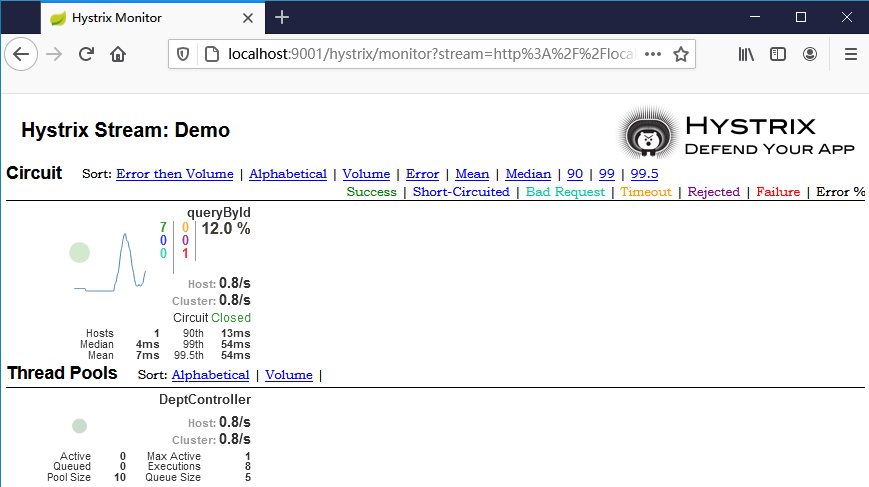 Hystrix Monitor
localhost:9001/hystrix/monitor?stream=http%3A%2F%2Floca
Hystrix Stream: Demo
HYSTRIX
DEFEND YOUR APP
Circuit Sort: Error then Volume | Alphabetical | Volume | Error | Mean | Median | 90 | 99 | 99.5
Success | Short-Circuited | Bad Request | Timeout | Rejected | Failure | Error %
queryById
7 0 12.0 %
0 0
0 1
Host: 0.8/s
Cluster: 0.8/s
Circuit Closed
Hosts 1 90th 13ms
Median 4ms 99th 54ms
Mean 7ms 99.5th 54ms
Thread Pools Sort: Alphabetical | Volume |
DeptController
Host: 0.8/s
Cluster: 0.8/s
Active 0 Max Active 1
Queued 0 Executions 8
Pool Size 10 Queue Size 5